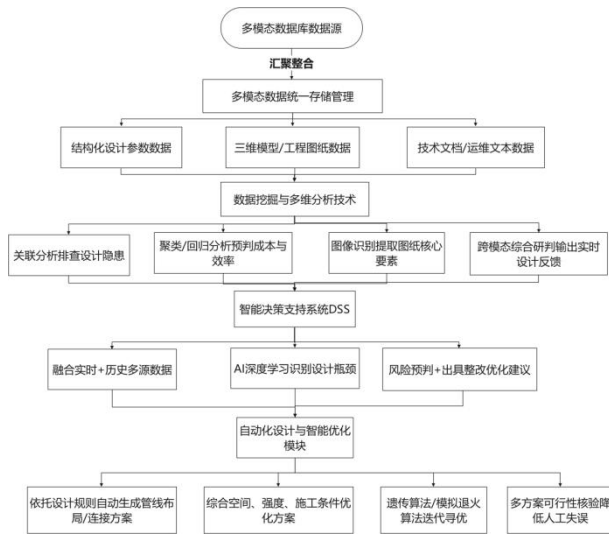 多模态数据库数据源
汇聚整合
多模态数据统一存储管理
结构化设计参数数据
三维模型/工程图纸数据
技术文档/运维文本数据
数据挖掘与多维分析技术
关联分析排查设计隐患
聚类/回归分析预判成本与
效率
图像识别提取图纸核心
要素
跨模态综合研判输出实时
设计反馈
智能决策支持系统DSS
融合实时+历史多源数据
AI深度学习识别设计瓶颈
风险预判+出具整改优化建议
自动化设计与智能优化
模块
依托设计规则自动生成管线布
局/连接方案
综合空间、强度、施工条件优
化方案
遗传算法/模拟退火
算法迭代寻优
多方案可行性核验降
低人工失误